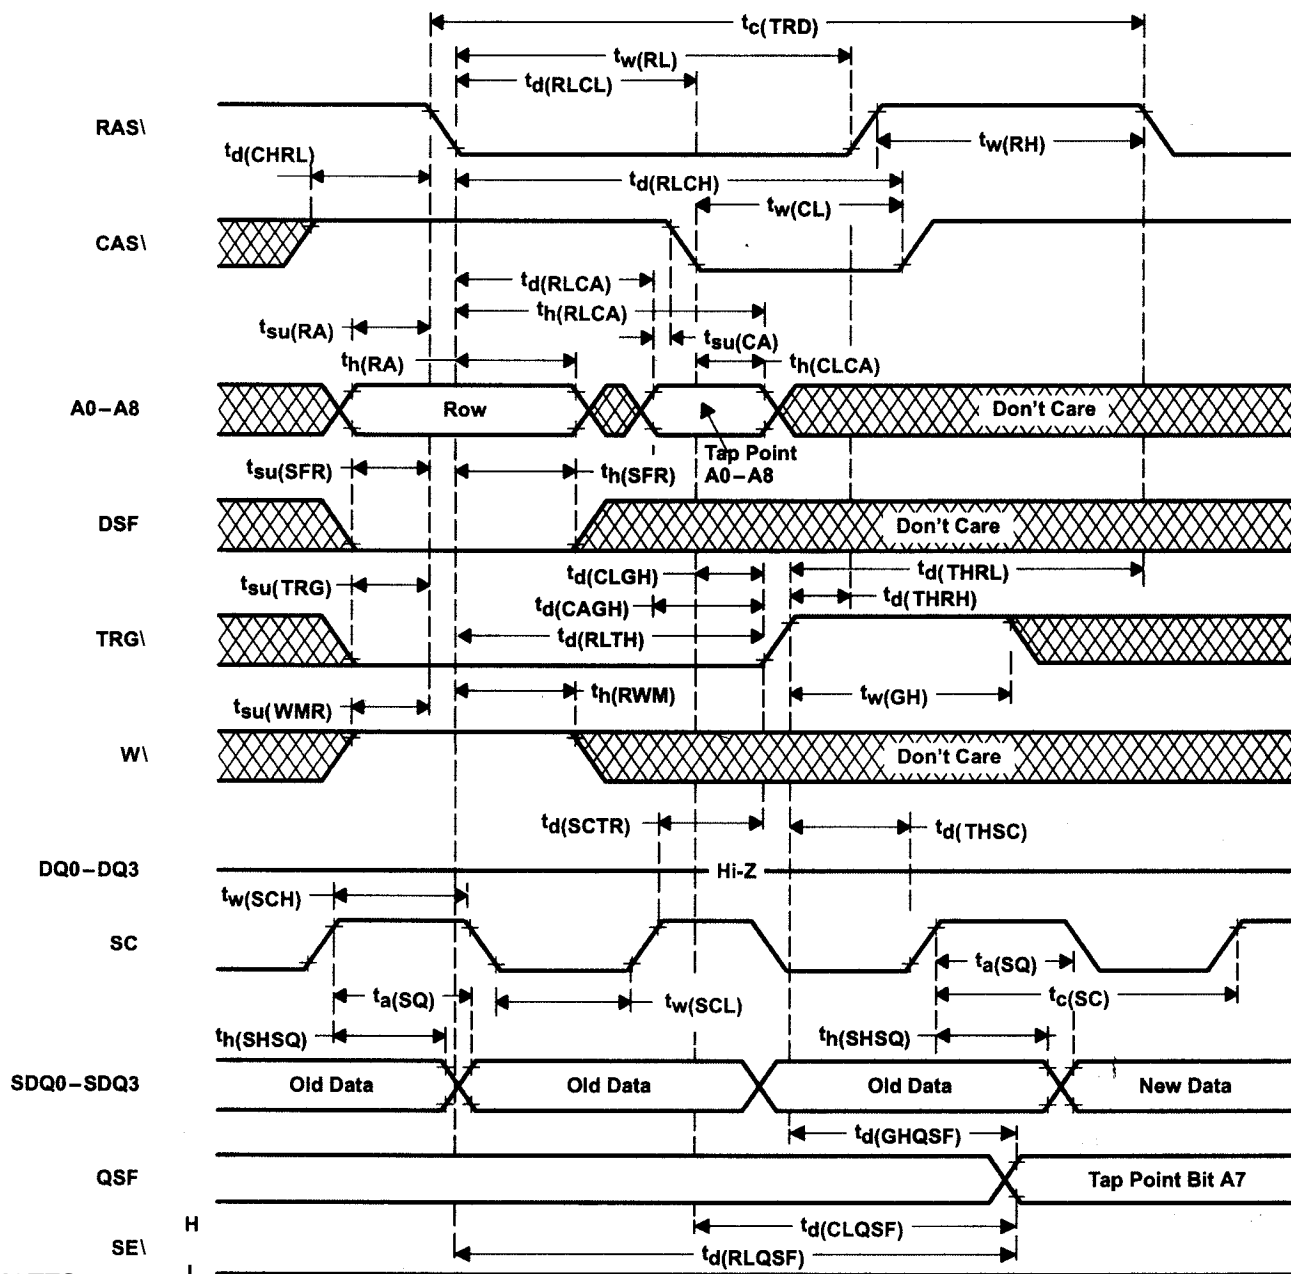 tc(TRD)
tw(RL)
td(RLCL)
RAS\
tw(RH)
td(CHRL)
td(RLCH)
tw(CL)
CAS\
td(RLCA)
th(RLCA)
tsu(RA)
tsu(CA)
th(RA)
th(CLCA)
A0–A8
Row
Don't Care
Tap Point
A0–A8
tsu(SFR)
th(SFR)
DSF
Don't Care
td(CLGH)
td(THRL)
tsu(TRG)
td(CAGH)
td(THRH)
TRG\
td(RLTH)
tsu(WMR)
th(RWM)
tw(GH)
W\
Don't Care
td(SCTR)
td(THSC)
DQ0–DQ3
Hi-Z
tw(SCH)
SC
ta(SQ)
ta(SQ)
tw(SCL)
tc(SC)
th(SHSQ)
th(SHSQ)
SDQ0–SDQ3
Old Data
Old Data
Old Data
New Data
td(GHQSF)
QSF
Tap Point Bit A7
H
td(CLQSF)
SE\
td(RLQSF)